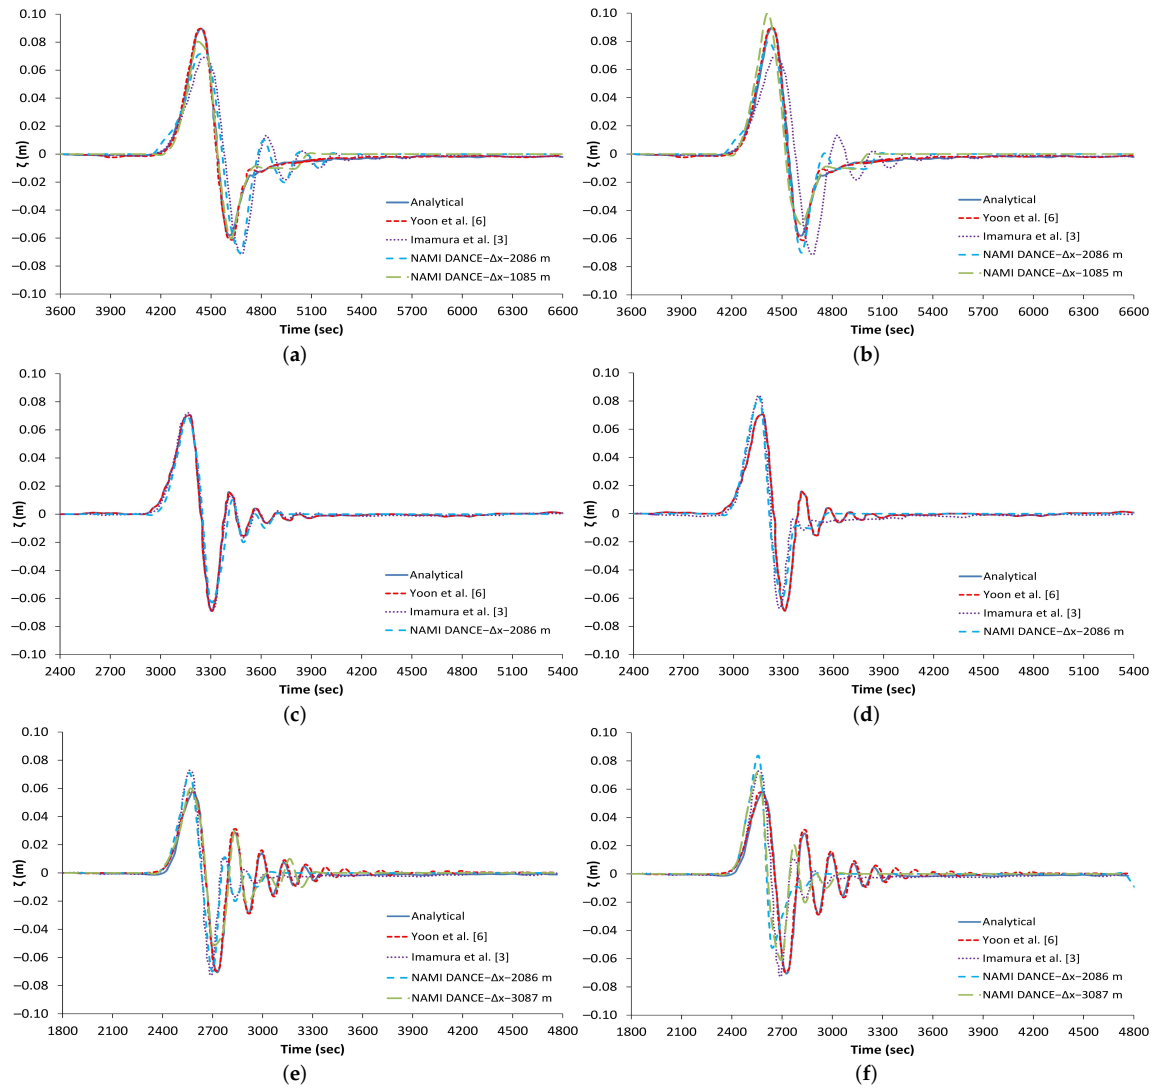 0.10
0.08
0.06
0.04
0.02
0
−0.02
−0.04
−0.06
−0.08
−0.10
ζ (m)
Analytical
Yoon et al. [6]
Imamura et al. [3]
NAMI DANCE−Δx−2086 m
NAMI DANCE−Δx−1085 m
3600 3900 4200 4500 4800 5100 5400 5700 6000 6300 6600
Time (sec)
(a)
0.10
0.08
0.06
0.04
0.02
0
−0.02
−0.04
−0.06
−0.08
−0.10
ζ (m)
Analytical
Yoon et al. [6]
Imamura et al. [3]
NAMI DANCE−Δx−2086 m
NAMI DANCE−Δx−1085 m
3600 3900 4200 4500 4800 5100 5400 5700 6000 6300 6600
Time (sec)
(b)
0.10
0.08
0.06
0.04
0.02
0
−0.02
−0.04
−0.06
−0.08
−0.10
ζ (m)
Analytical
Yoon et al. [6]
Imamura et al. [3]
NAMI DANCE−Δx−2086 m
2400 2700 3000 3300 3600 3900 4200 4500 4800 5100 5400
Time (sec)
(c)
0.10
0.08
0.06
0.04
0.02
0
−0.02
−0.04
−0.06
−0.08
−0.10
ζ (m)
Analytical
Yoon et al. [6]
Imamura et al. [3]
NAMI DANCE−Δx−2086 m
2400 2700 3000 3300 3600 3900 4200 4500 4800 5100 5400
Time (sec)
(d)
0.10
0.08
0.06
0.04
0.02
0
−0.02
−0.04
−0.06
−0.08
−0.10
ζ (m)
Analytical
Yoon et al. [6]
Imamura et al. [3]
NAMI DANCE−Δx−2086 m
NAMI DANCE−Δx−3087 m
1800 2100 2400 2700 3000 3300 3600 3900 4200 4500 4800
Time (sec)
(e)
0.10
0.08
0.06
0.04
0.02
0
−0.02
−0.04
−0.06
−0.08
−0.10
ζ (m)
Analytical
Yoon et al. [6]
Imamura et al. [3]
NAMI DANCE−Δx−2086 m
NAMI DANCE−Δx−3087 m
1800 2100 2400 2700 3000 3300 3600 3900 4200 4500 4800
Time (sec)
(f)